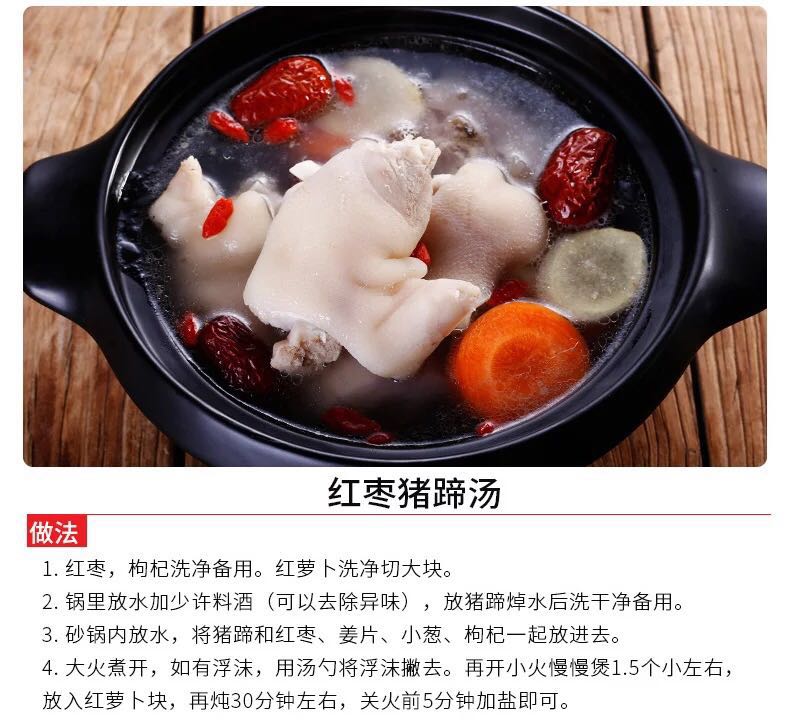 红枣猪蹄汤
做法
1. 红枣，枸杞洗净备用。红萝卜洗净切大块。
2. 锅里放水加少许料酒（可以去除异味），放猪蹄焯水后洗干净备用。
3. 砂锅内放水，将猪蹄和红枣、姜片、小葱、枸杞一起放进去。
4. 大火煮开，如有浮沫，用汤勺将浮沫撇去。再开小火慢慢煲1.5个小左右，
放入红萝卜块，再炖30分钟左右，关火前5分钟加盐即可。